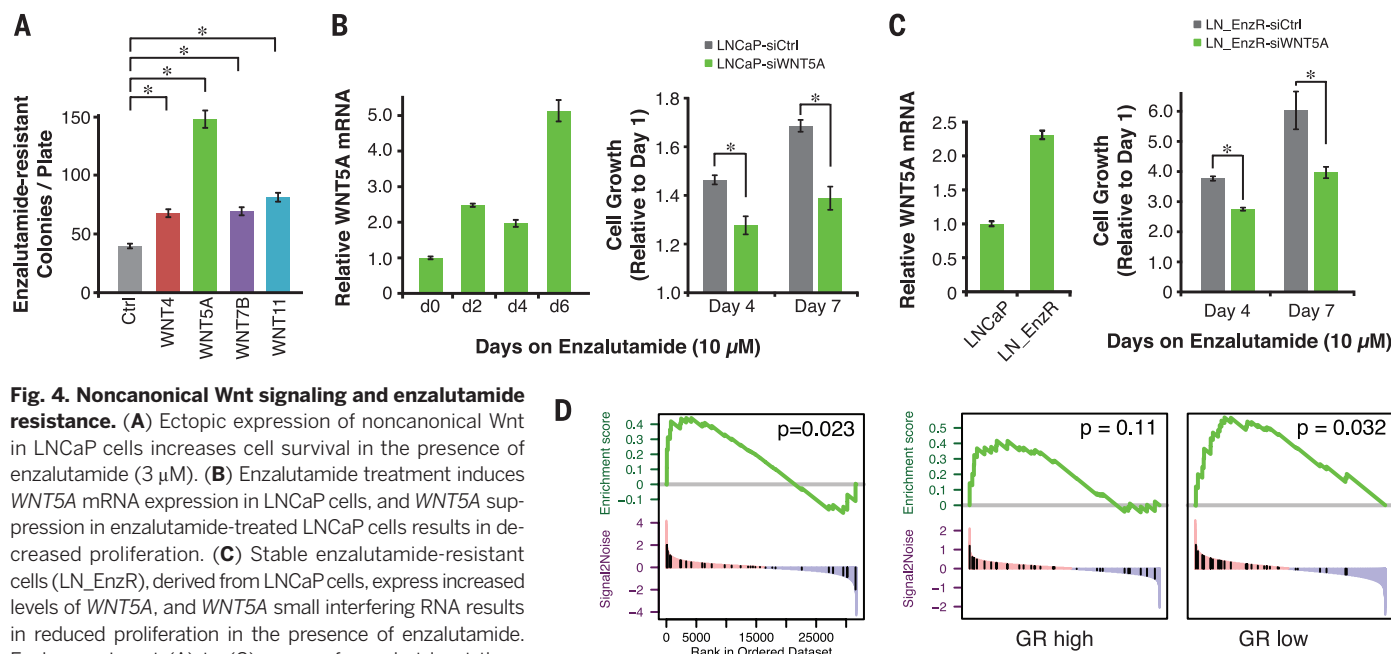 A
Enzalutamide-resistant
Colonies / Plate
150
100
50
0
Ctrl
WNT4
WNT5A
WNT7B
WNT11
*
*
*
*
B
Relative WNT5A mRNA
5.0
4.0
3.0
2.0
1.0
0
d0
d2
d4
d6
LNCaP-siCtrl
LNCaP-siWNT5A
Cell Growth
(Relative to Day 1)
1.8
1.6
1.4
1.2
1.0
*
*
Day 4
Day 7
Days on Enzalutamide (10 µM)
C
Relative WNT5A mRNA
2.5
2.0
1.5
1.0
0.5
0
LNCaP
LN_EnzR
LN_EnzR-siCtrl
LN_EnzR-siWNT5A
Cell Growth
(Relative to Day 1)
6.0
5.0
4.0
3.0
2.0
1.0
0
*
*
Day 4
Day 7
Days on Enzalutamide (10 µM)
Fig. 4. Noncanonical Wnt signaling and enzalutamide
resistance. (A) Ectopic expression of noncanonical Wnt
in LNCaP cells increases cell survival in the presence of
enzalutamide (3 µM). (B) Enzalutamide treatment induces
WNT5A mRNA expression in LNCaP cells, and WNT5A sup-
pression in enzalutamide-treated LNCaP cells results in de-
creased proliferation. (C) Stable enzalutamide-resistant
cells (LN_EnzR), derived from LNCaP cells, express increased
levels of WNT5A, and WNT5A small interfering RNA results
in reduced proliferation in the presence of enzalutamide.
D
Enrichment score
0.4
0.3
0.2
0.1
0
−0.1
p=0.023
Signal2Noise
4
2
0
−2
−4
0
5000
15000
25000
Rank in Ordered Dataset
Enrichment score
0.5
0.4
0.3
0.2
0.1
0
p = 0.11
Signal2Noise
2
1
0
−1
−2
GR high
p = 0.032
GR low